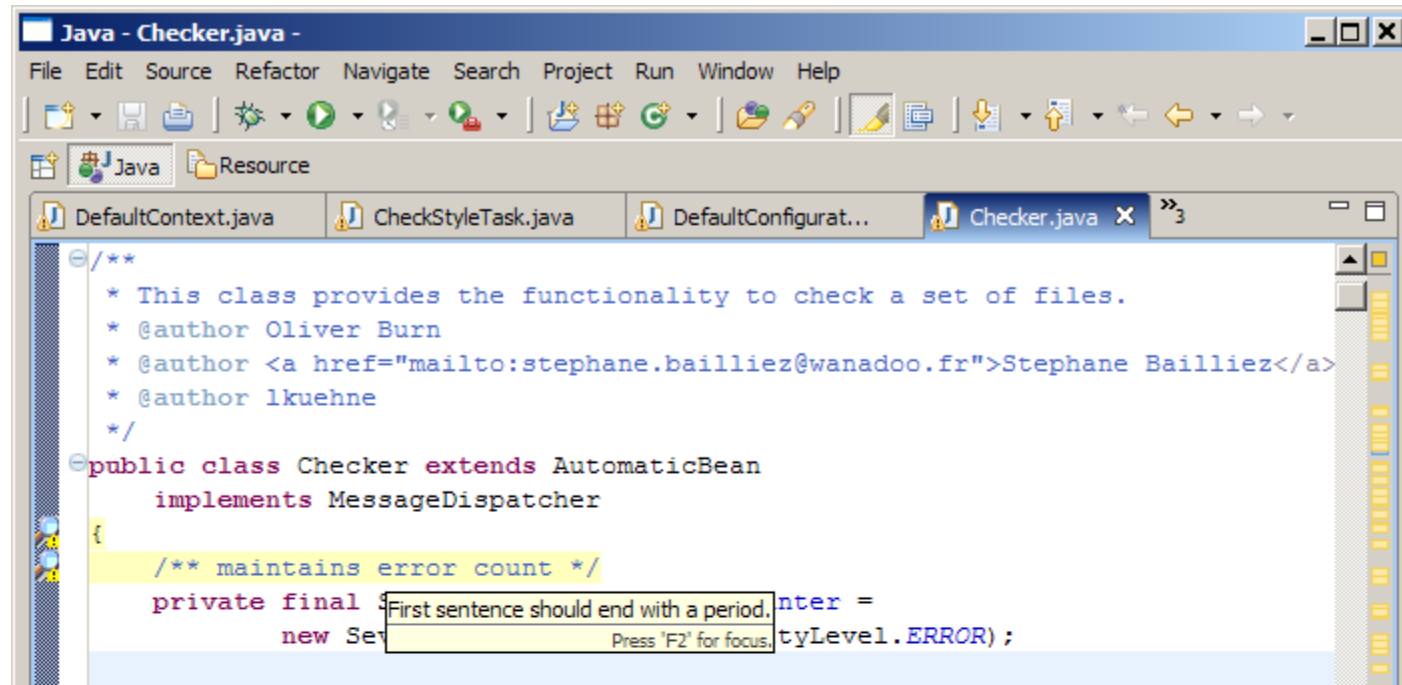 Java - Checker.java -
File Edit Source Refactor Navigate Search Project Run Window Help
Java Resource
DefaultContext.java CheckStyleTask.java DefaultConfigurat... Checker.java »3
/**
* This class provides the functionality to check a set of files.
* @author Oliver Burn
* @author <a href="mailto:stephane.bailliez@wanadoo.fr">Stephane Bailliez</a>
* @author lkuehne
*/
public class Checker extends AutomaticBean
implements MessageDispatcher
{
/** maintains error count */
private final First sentence should end with a period. nter =
new Sev Press 'F2' for focus. tyLevel.ERROR);